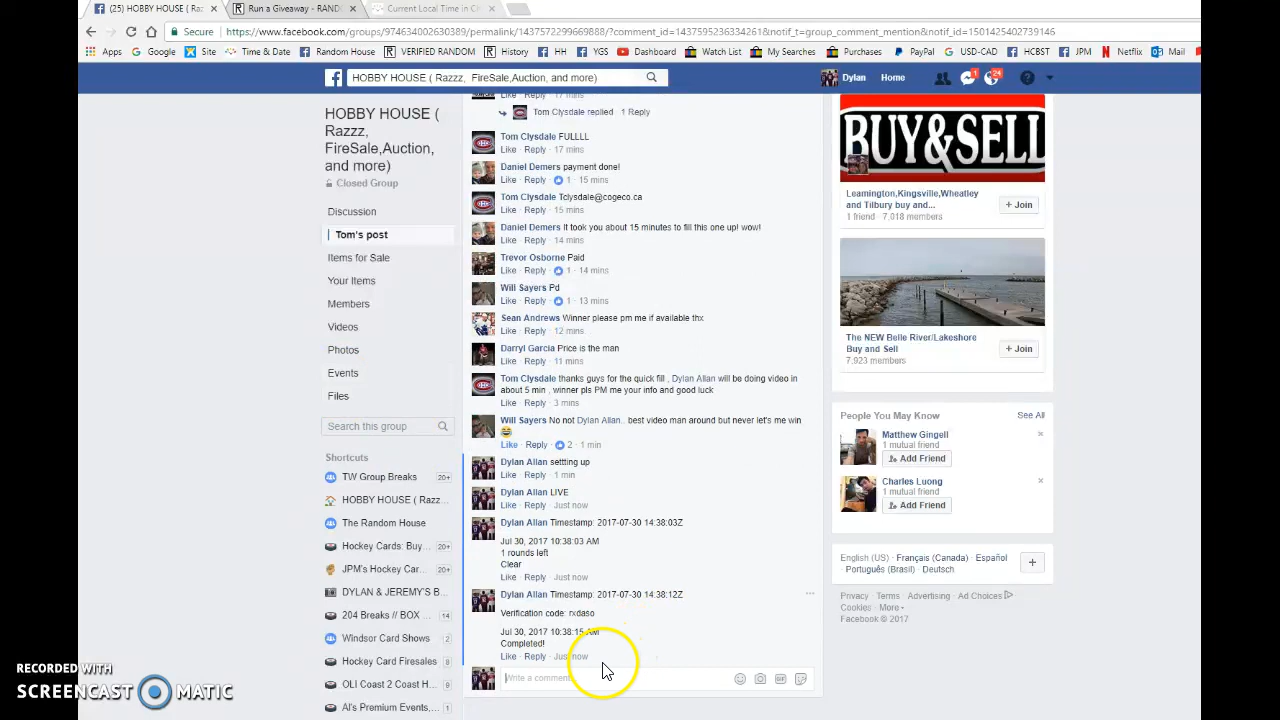 (25) HOBBY HOUSE ( Raz
Run a Giveaway - RAND
Current Local Time in C
Secure
https://www.facebook.com/groups/974634002630389/permalink/1437572299669888/?comment_id=1437595236334261&notif_t=group_comment_mention&notif_id=1501425402739146
Apps Google Site Time & Date Random House VERIFIED RANDOM History HH YGS Dashboard Watch List My Searches Purchases PayPal USD-CAD HCBST JPM Netflix Mail
HOBBY HOUSE ( Razzz, FireSale,Auction, and more)
Dylan Home 1 24
HOBBY HOUSE (
Razzz,
FireSale,Auction,
and more)
Closed Group
Discussion
Tom's post
Items for Sale
Your Items
Members
Videos
Photos
Events
Files
Search this group
Shortcuts
TW Group Breaks 20+
HOBBY HOUSE ( Razz...
The Random House
Hockey Cards: Buy... 20+
JPM's Hockey Car... 20+
DYLAN & JEREMY'S B...
204 Breaks // BOX ... 14
Windsor Card Shows 2
Hockey Card Firesales 2
OLI Coast 2 Coast H... 2
Al's Premium Events,... 1
Like · Reply · 17 mins
Tom Clysdale replied · 1 Reply
Tom Clysdale FULLLL
Like · Reply · 17 mins
Daniel Demers payment done!
Like · Reply · 1 · 15 mins
Tom Clysdale Tclysdale@cogeco.ca
Like · Reply · 15 mins
Daniel Demers It took you about 15 minutes to fill this one up! wow!
Like · Reply · 14 mins
Trevor Osborne Paid
Like · Reply · 1 · 14 mins
Will Sayers Pd
Like · Reply · 1 · 13 mins
Sean Andrews Winner please pm me if available thx
Like · Reply · 12 mins
Darryl Garcia Price is the man
Like · Reply · 11 mins
Tom Clysdale thanks guys for the quick fill , Dylan Allan will be doing video in
about 5 min , winner pls PM me your info and good luck
Like · Reply · 3 mins
Will Sayers No not Dylan Allan.. best video man around but never let's me win
Like · Reply · 2 · 1 min
Dylan Allan settting up
Like · Reply · 1 min
Dylan Allan LIVE
Like · Reply · Just now
Dylan Allan Timestamp: 2017-07-30 14:38:03Z
Jul 30, 2017 10:38:03 AM
1 rounds left
Clear
Like · Reply · Just now
Dylan Allan Timestamp: 2017-07-30 14:38:12Z
Verification code: rxdaso
Jul 30, 2017 10:38:15 AM
Completed!
Like · Reply · Just now
Write a comment
BUY&SELL
Leamington,Kingsville,Wheatley
and Tilbury buy and...
1 friend · 7,018 members
+ Join
The NEW Belle River/Lakeshore
Buy and Sell
7,923 members
+ Join
People You May Know See All
Matthew Gingell
1 mutual friend
Add Friend
Charles Luong
1 mutual friend
Add Friend
English (US) · Français (Canada) · Español ·
Português (Brasil) · Deutsch
Privacy · Terms · Advertising · Ad Choices
Cookies · More
Facebook © 2017
RECORDED WITH
SCREENCAST MATIC